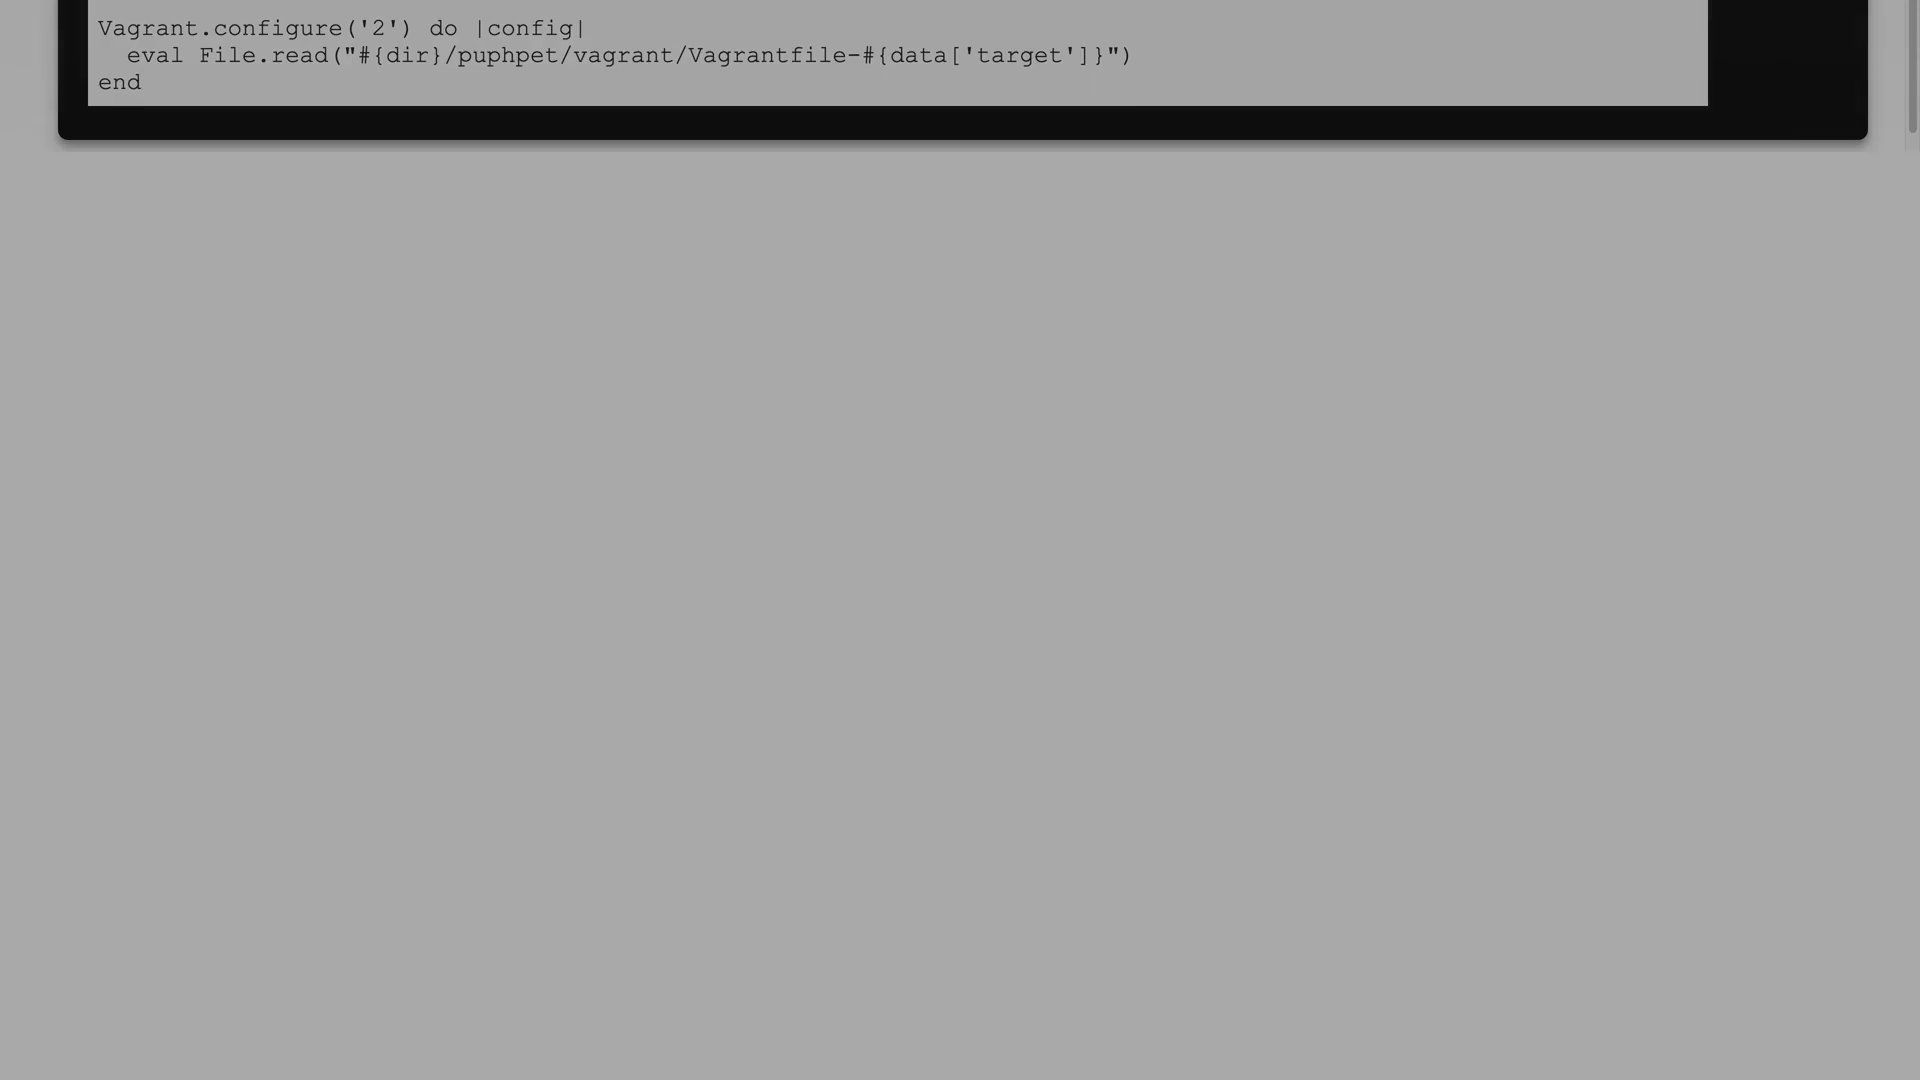 Vagrant.configure('2') do |config|
  eval File.read("#{dir}/puphpet/vagrant/Vagrantfile-#{data['target']}")
end